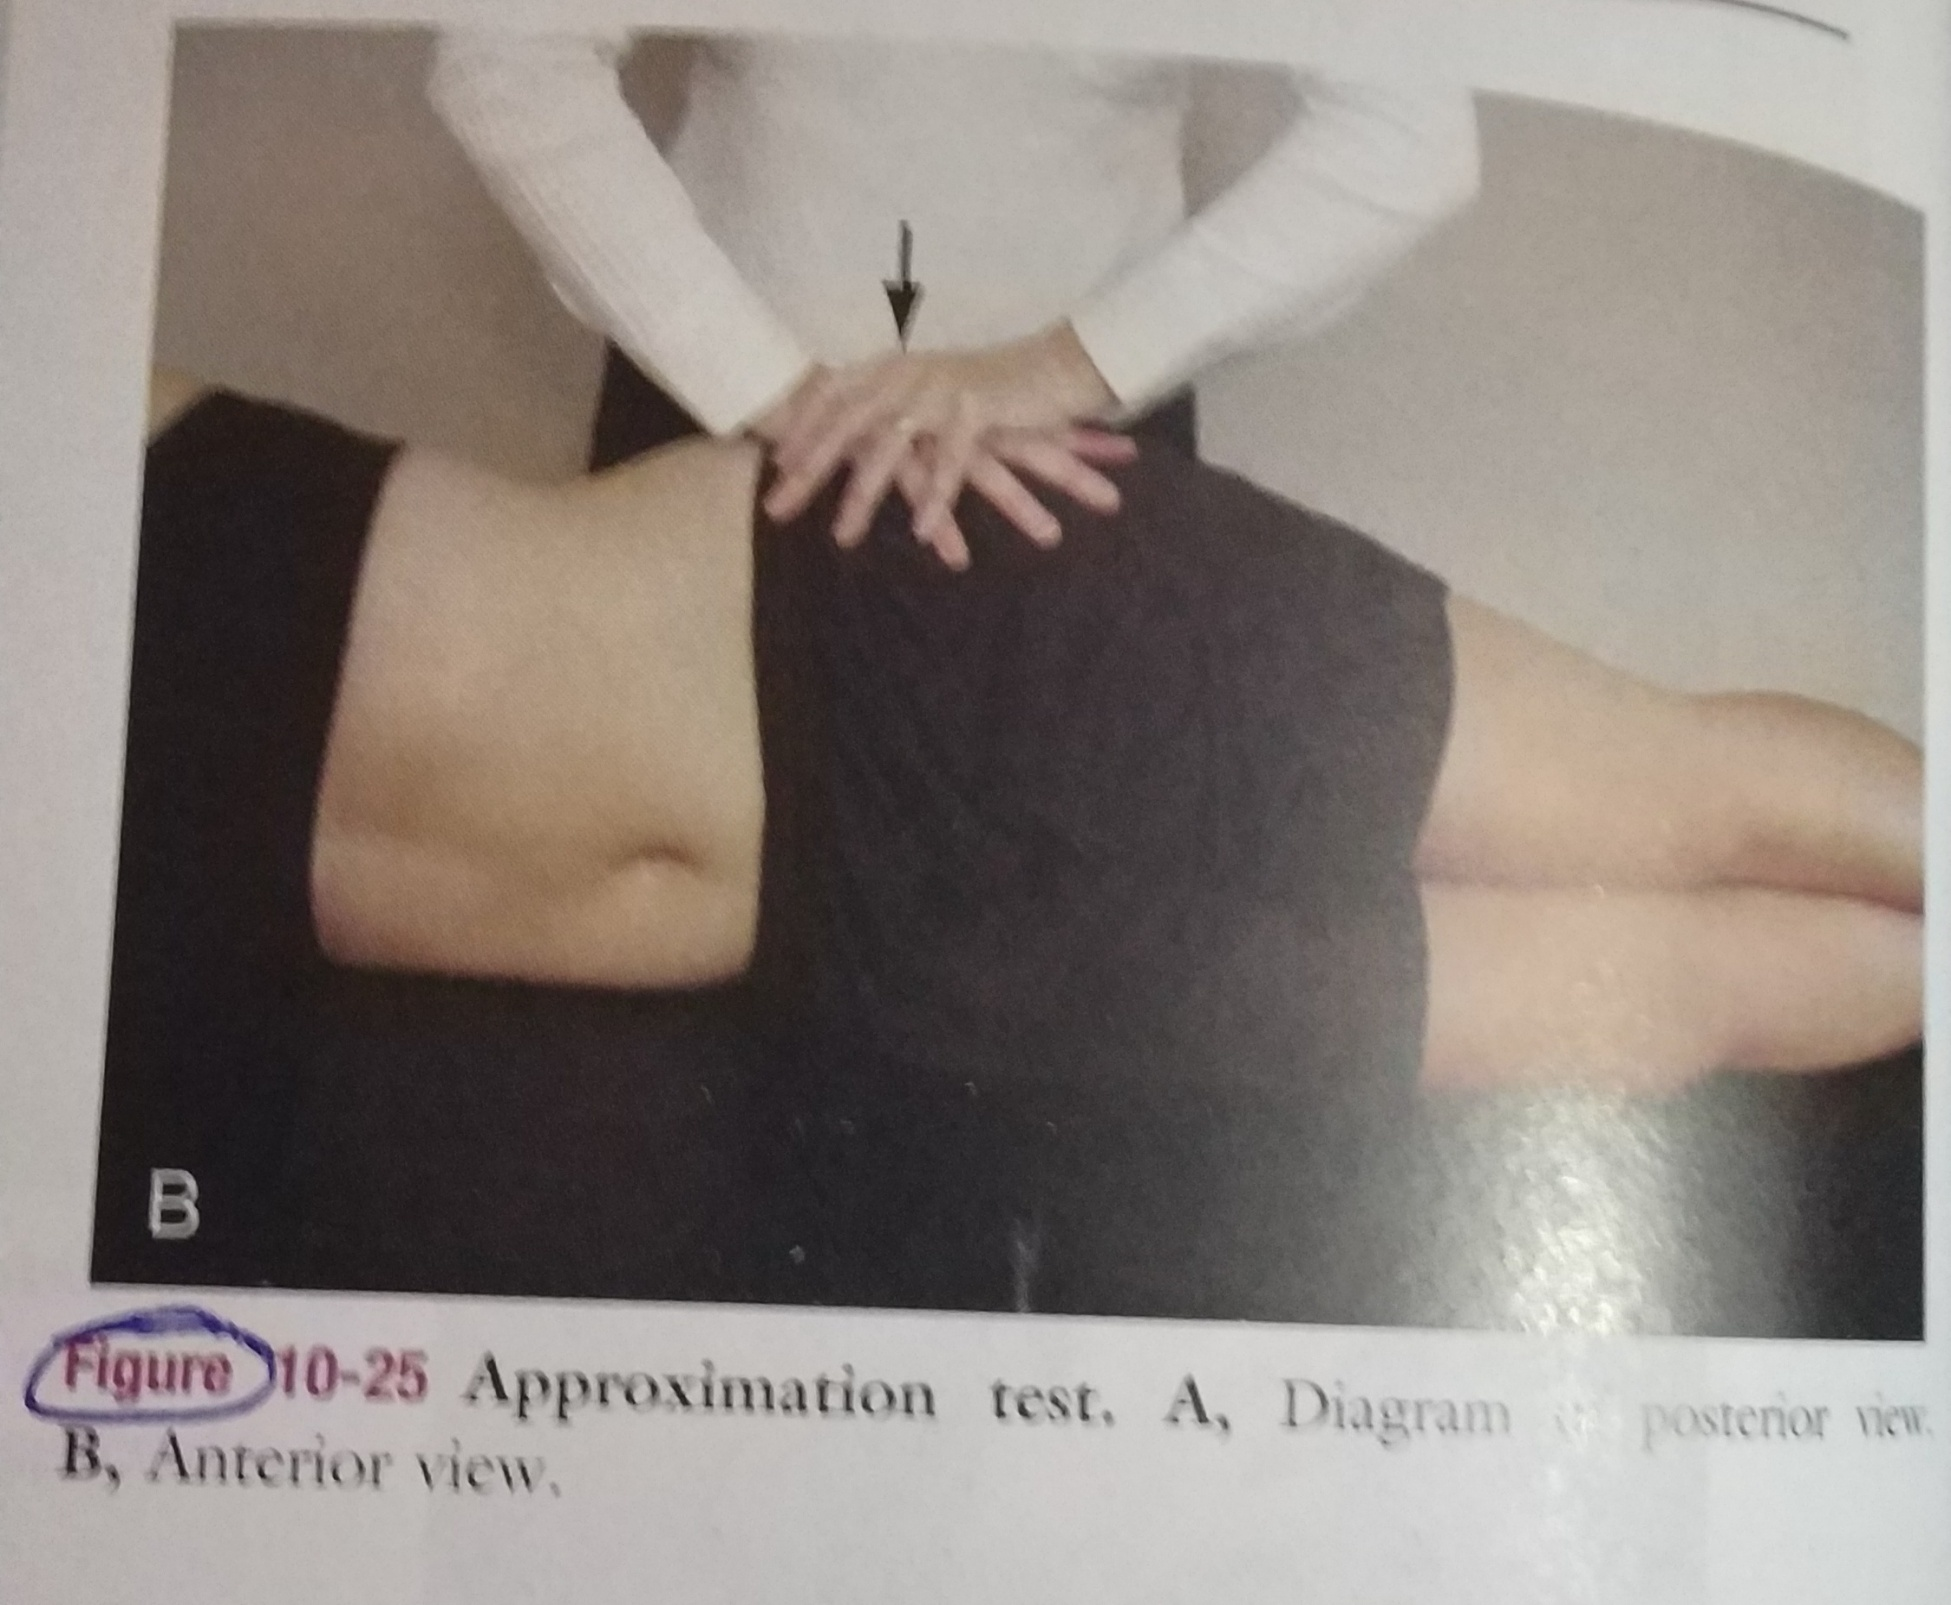 B
Figure 10-25 Approximation test. A, Diagram posterior view.
B, Anterior view.